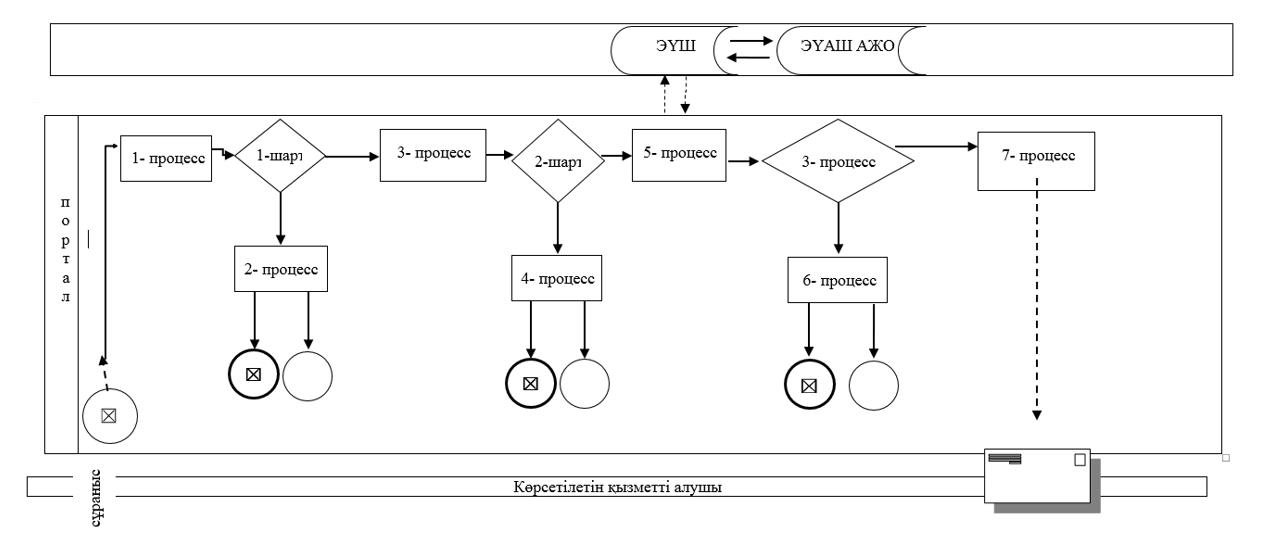 ЭҮШ
ЭҮАШ АЖО
1- процесс
1-шарт
3- процесс
2-шарт
5- процесс
3- процесс
7- процесс
портал
2- процесс
4- процесс
6- процесс
сұраныс
Көрсетілетін қызметті алушы